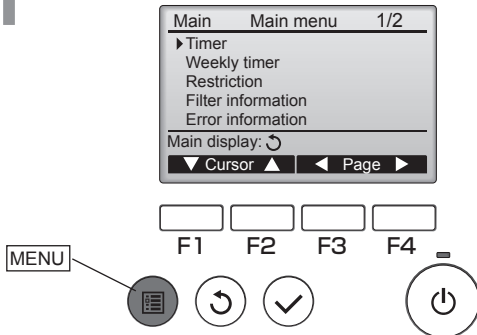 Main Main menu 1/2
Timer
Weekly timer
Restriction
Filter information
Error information
Main display:
Cursor Page
F1 F2 F3 F4
MENU